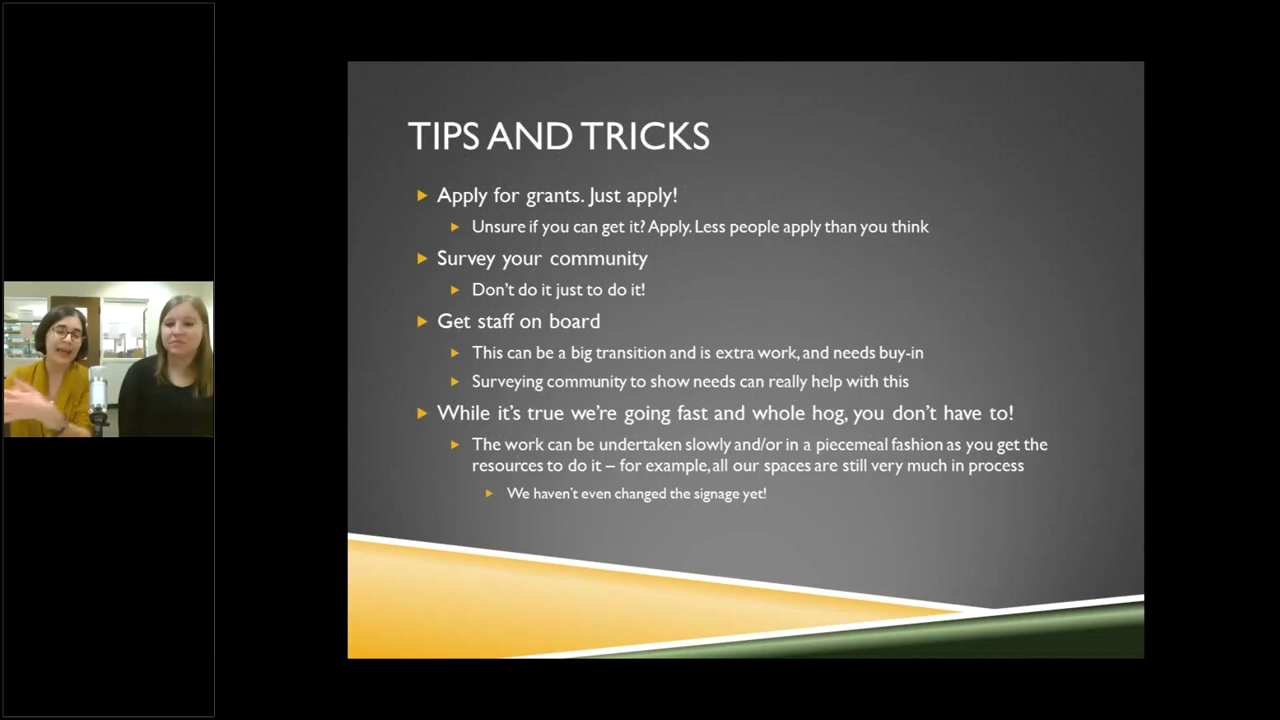 TIPS AND TRICKS
Apply for grants. Just apply!
Unsure if you can get it? Apply. Less people apply than you think
Survey your community
Don't do it just to do it!
Get staff on board
This can be a big transition and is extra work, and needs buy-in
Surveying community to show needs can really help with this
While it's true we're going fast and whole hog, you don't have to!
The work can be undertaken slowly and/or in a piecemeal fashion as you get the
resources to do it – for example, all our spaces are still very much in process
We haven't even changed the signage yet!